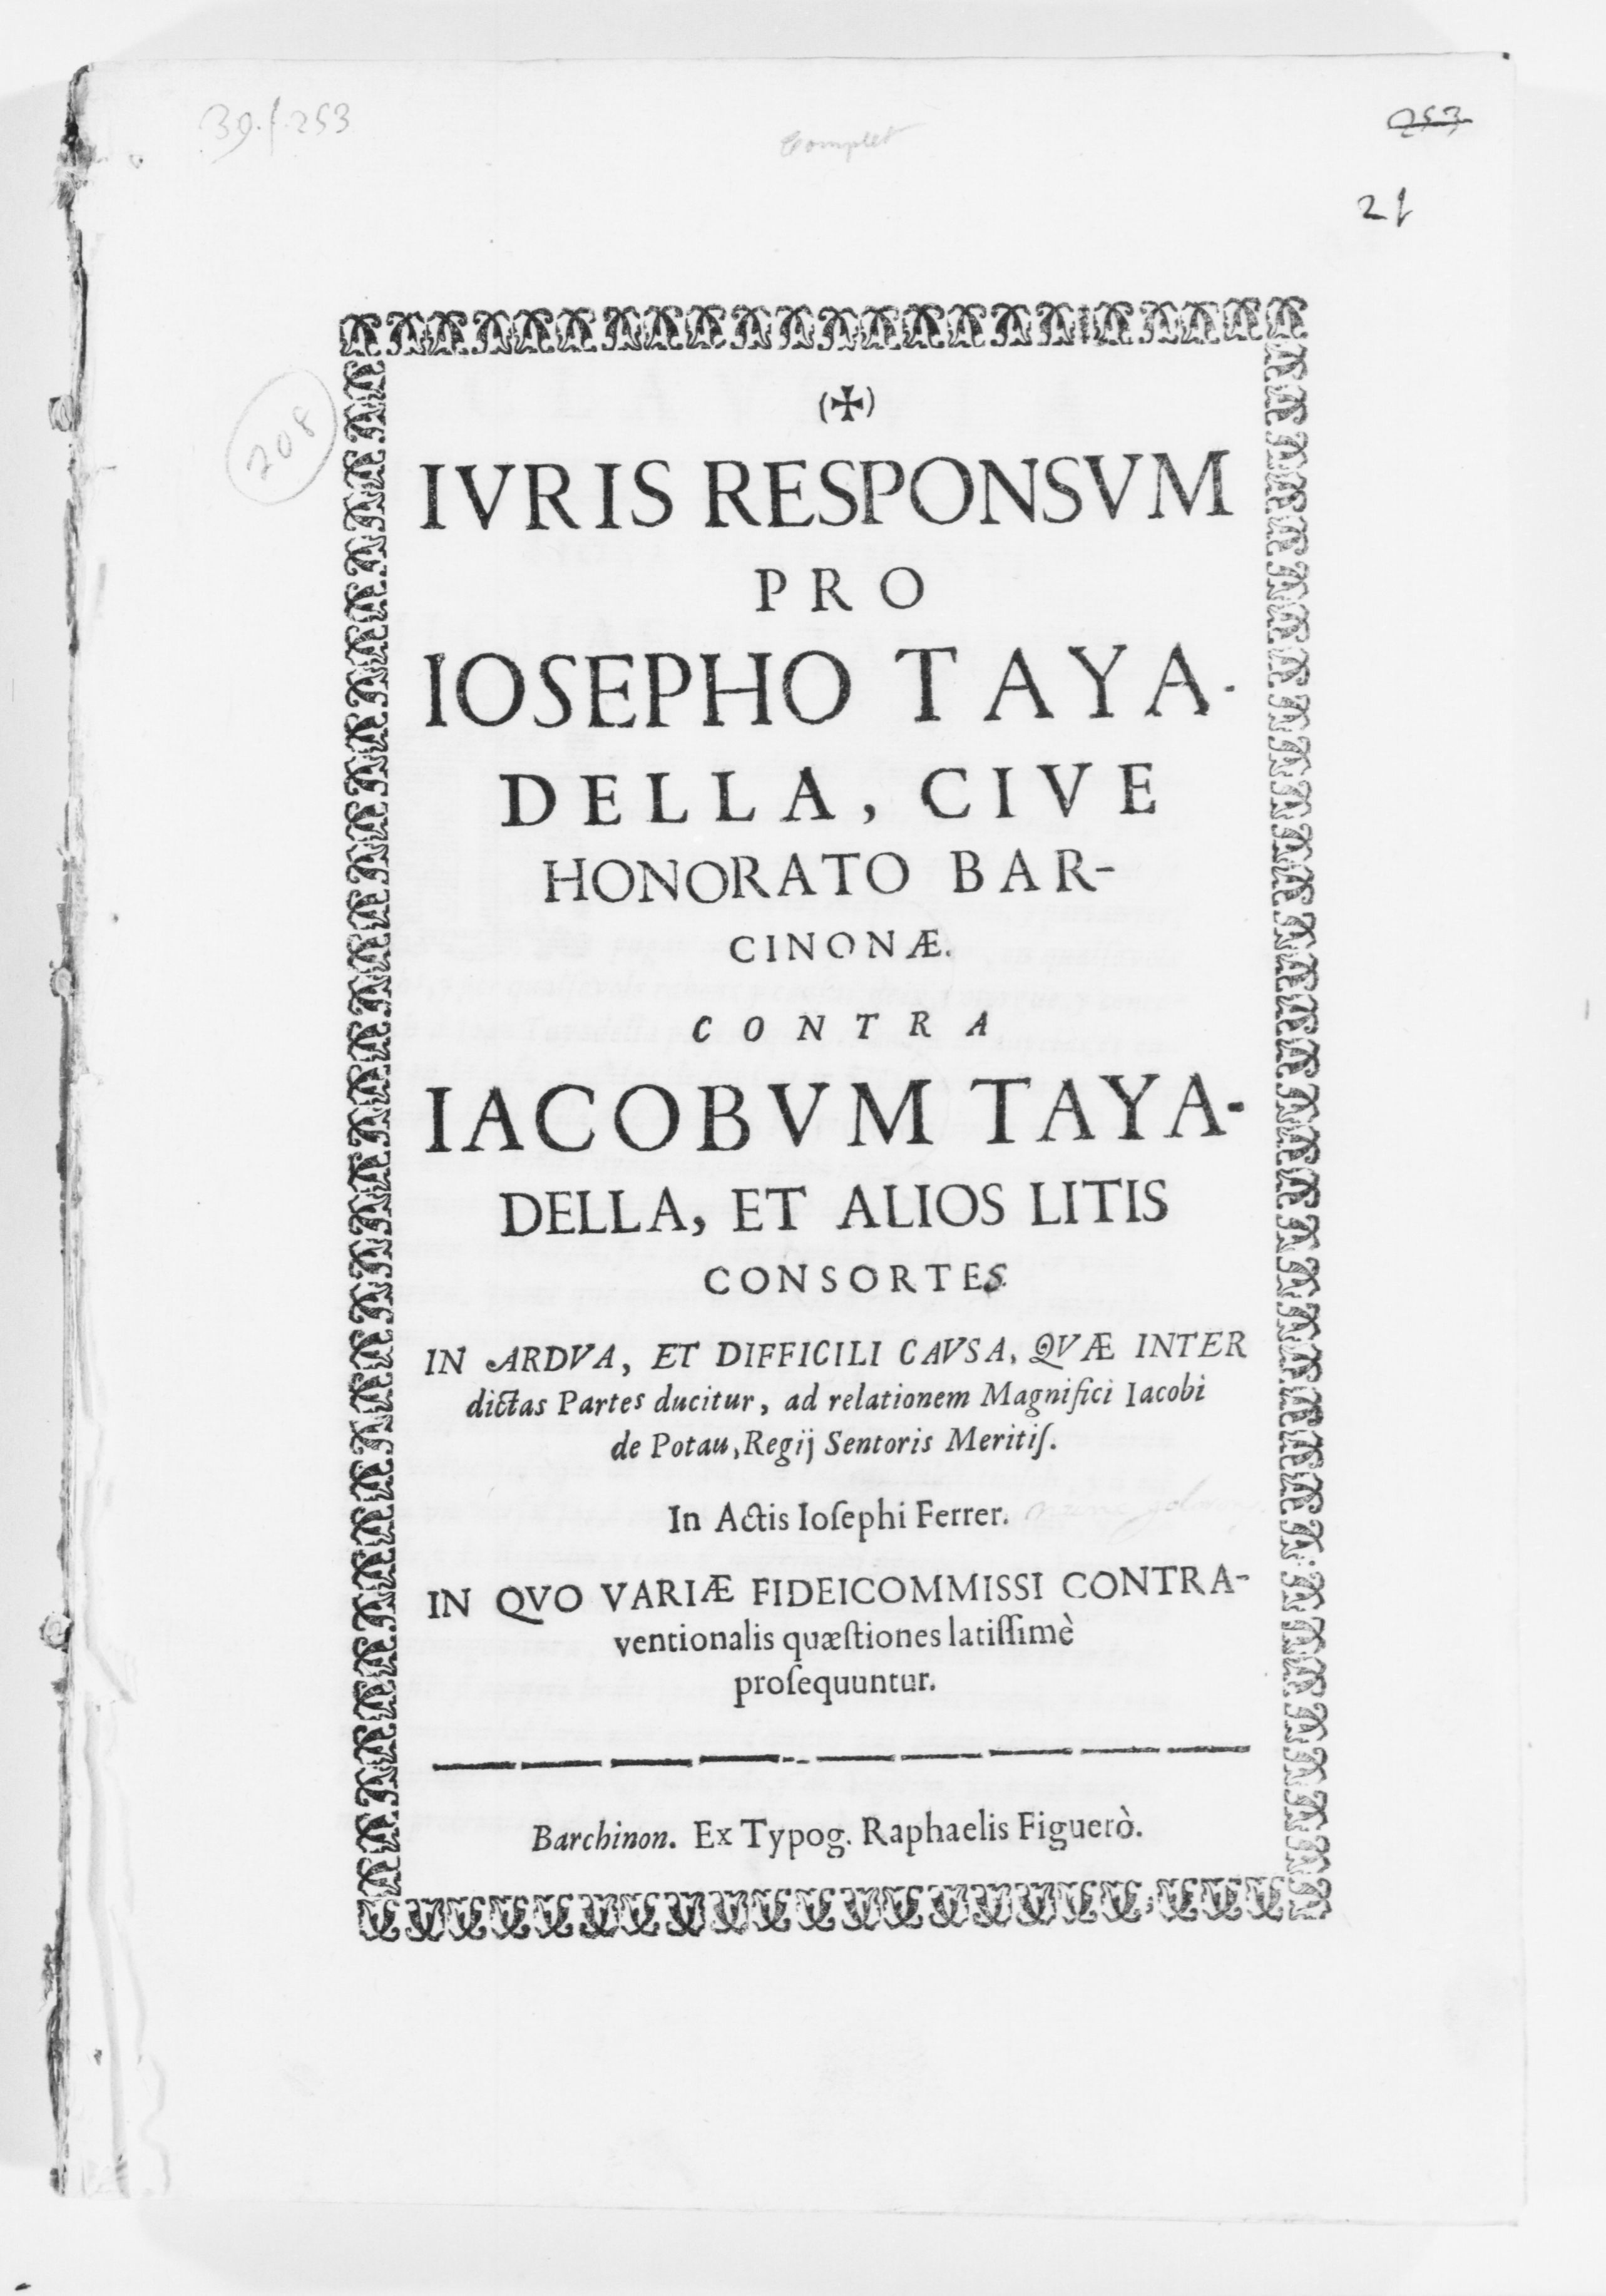 39.f.253
Complet
253
21
208
(✠)
IVRIS RESPONSVM
PRO
IOSEPHO TAYA-
DELLA, CIVE
HONORATO BAR-
CINONÆ.
CONTRA
IACOBVM TAYA-
DELLA, ET ALIOS LITIS
CONSORTES
IN ARDVA, ET DIFFICILI CAVSA, QVÆ INTER
dictas Partes ducitur, ad relationem Magnifici Iacobi
de Potau, Regij Sentoris Meritiſ.
In Actis Ioſephi Ferrer. nunc
IN QVO VARIÆ FIDEICOMMISSI CONTRA-
ventionalis quæſtiones latiſſimè
proſequuntur.
Barchinon. Ex Typog. Raphaelis Figuerò.